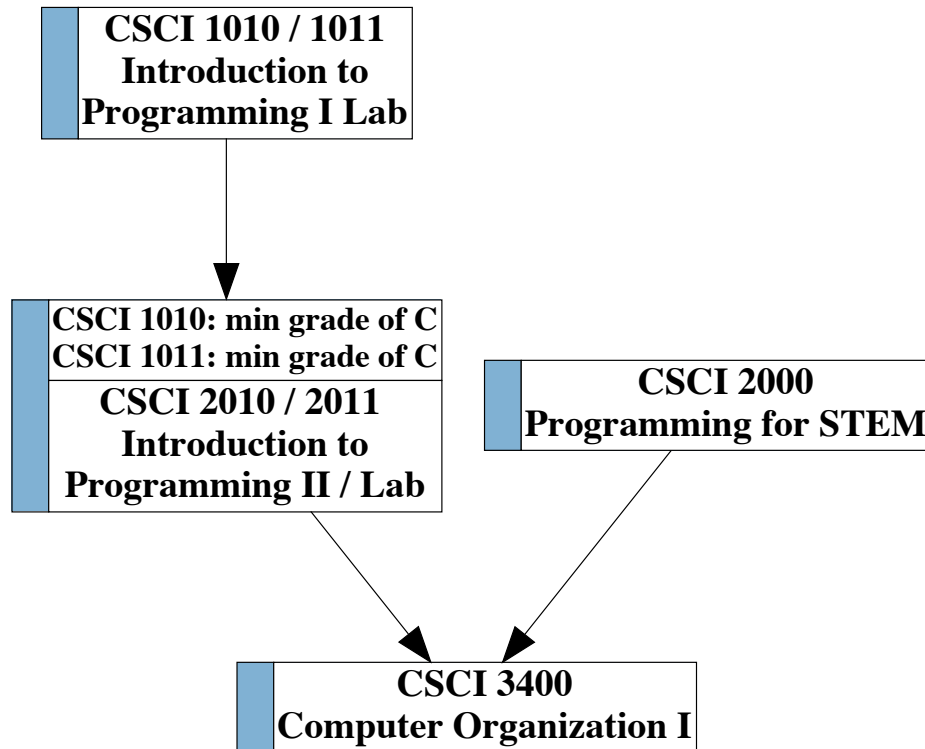 CSCI 1010 / 1011
Introduction to
Programming I Lab
CSCI 1010: min grade of C
CSCI 1011: min grade of C
CSCI 2010 / 2011
Introduction to
Programming II / Lab
CSCI 2000
Programming for STEM
CSCI 3400
Computer Organization I